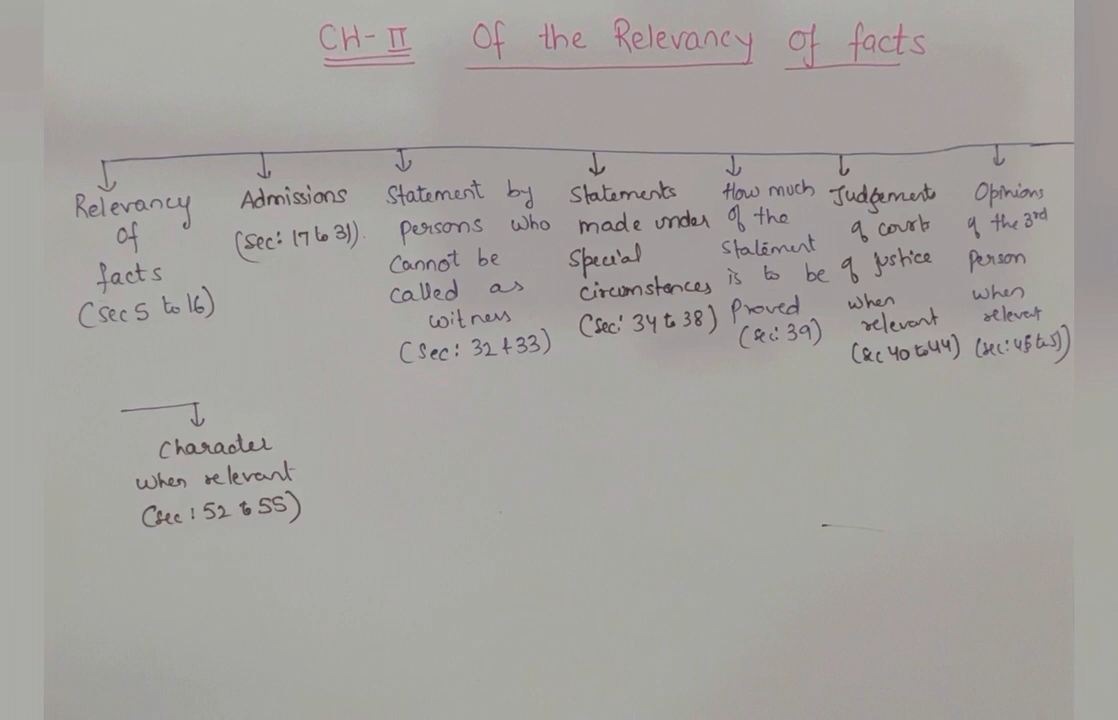 CH-II Of the Relevancy of facts
Relevancy
of
facts
(Sec 5 to 16)
Admissions
(Sec: 17 to 31).
Statement by
persons who
cannot be
called as
witness
(Sec: 32 + 33)
Statements
made under
Special
circumstances
(Sec: 34 to 38)
How much
of the
Statement
is to be
Proved
(Sec: 39)
Judgement
of court
of justice
when
relevant
(Sec 40 to 44)
Opinions
of the 3rd
Person
when
relevet
(Sec: 45 to 51)
Character
when relevant
(Sec: 52 to 55)